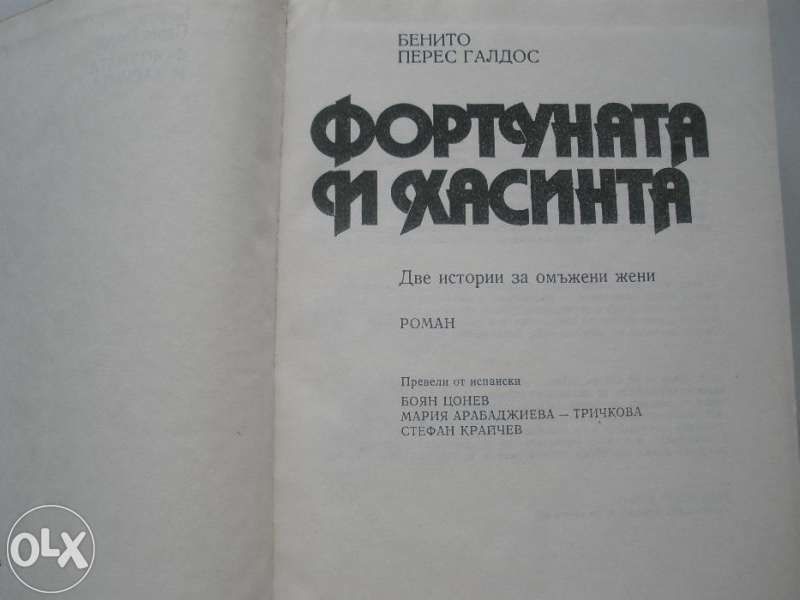 БЕНИТО
ПЕРЕС ГАЛДОС
ФОРТУНАТА
И ХАСИНТА
Две истории за омъжени жени
РОМАН
Превели от испански
БОЯН ЦОНЕВ
МАРИЯ АРАБАДЖИЕВА — ТРИЧКОВА
СТЕФАН КРАЙЧЕВ
OLX